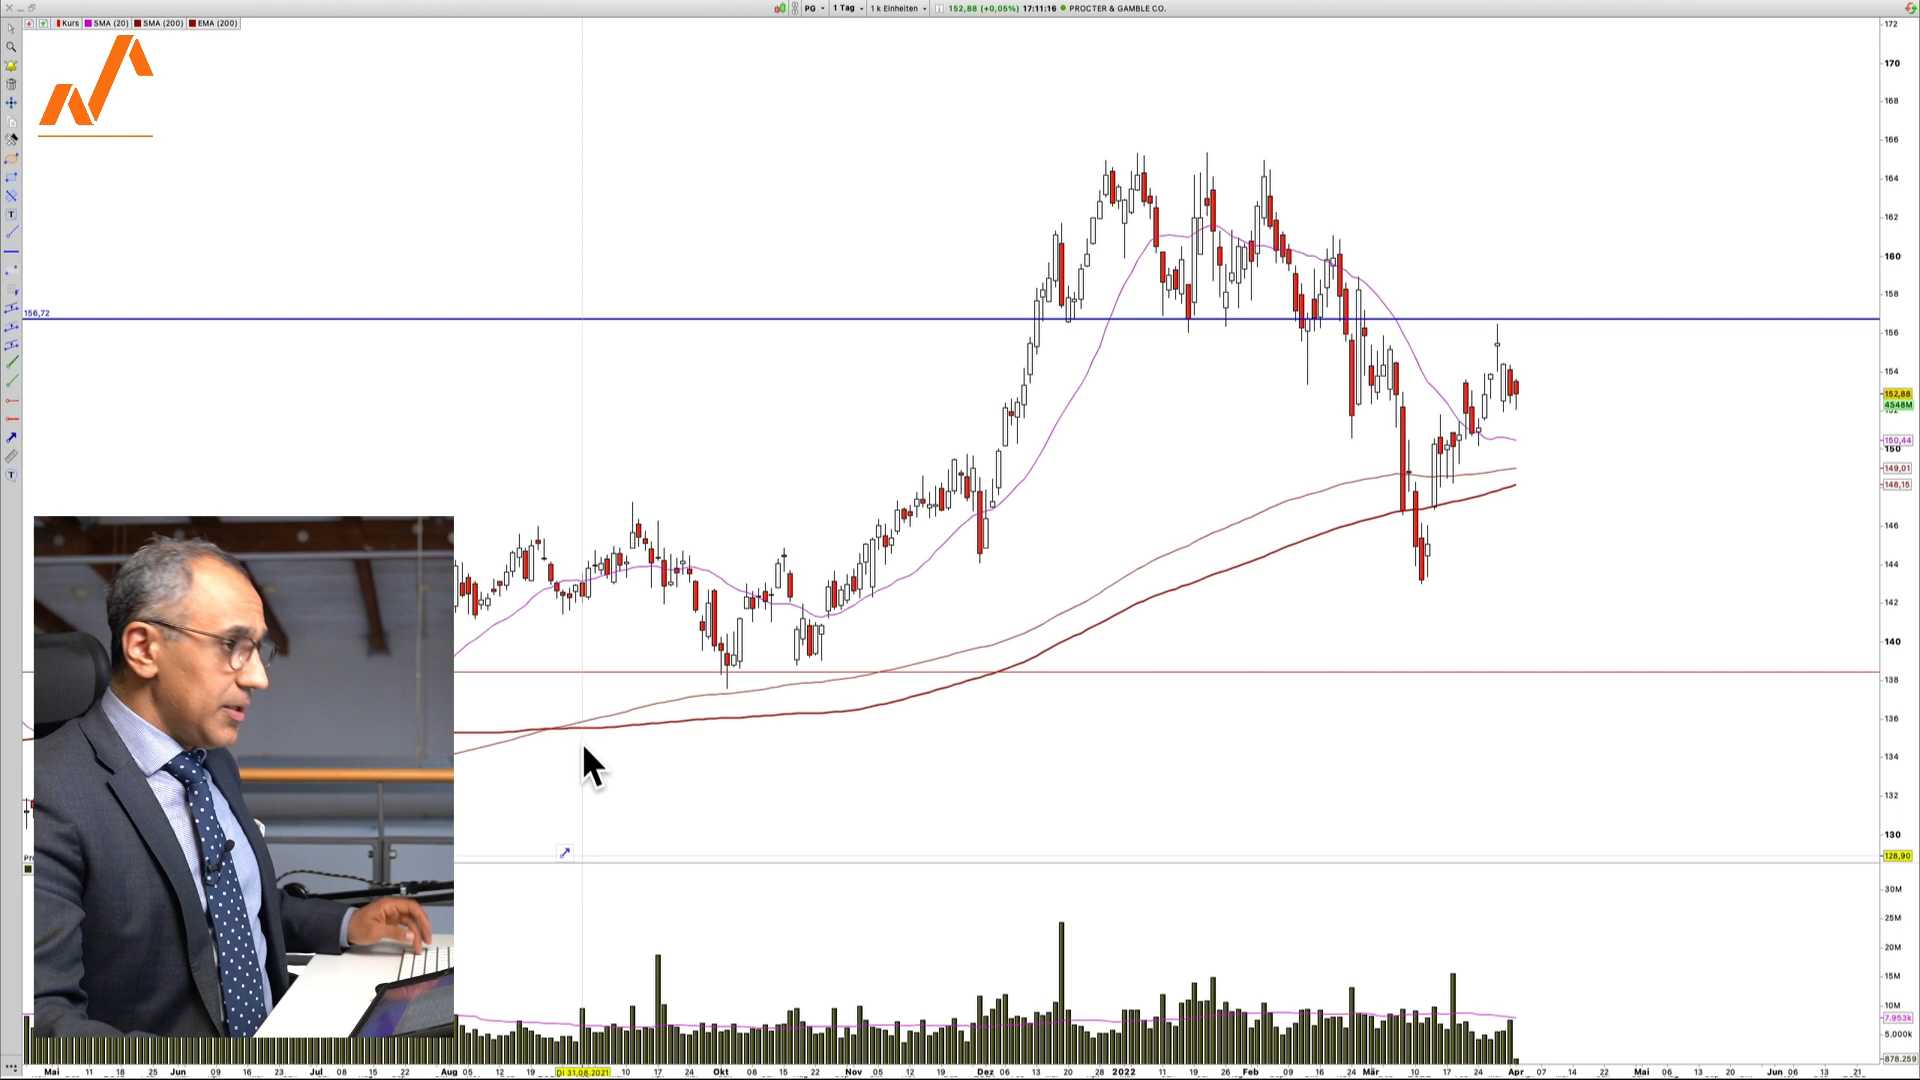 PG 1 Tag 1 k Einheiten 152,88 (+0,05%) 17:11:16 PROCTER & GAMBLE CO.
Kurs SMA (20) SMA (200) EMA (200)
172
170
168
166
164
162
160
158
156,72
156
154
152,88
4548M
150,44
150
149,01
148,15
146
144
142
140
138
136
134
132
130
128,90
30M
25M
20M
15M
10M
7.953k
5.000k
878.259
Mai 11 18 25 Jun 09 16 24 Jul 08 15 22 Aug 05 12 19 Di 31.08.2021 10 17 24 Okt 08 15 22 Nov 05 12 19 Dez 06 13 20 28 2022 11 19 26 Feb 09 16 24 Mär 10 17 24 Apr 07 14 22 Mai 06 13 20 Jun 06 13 21